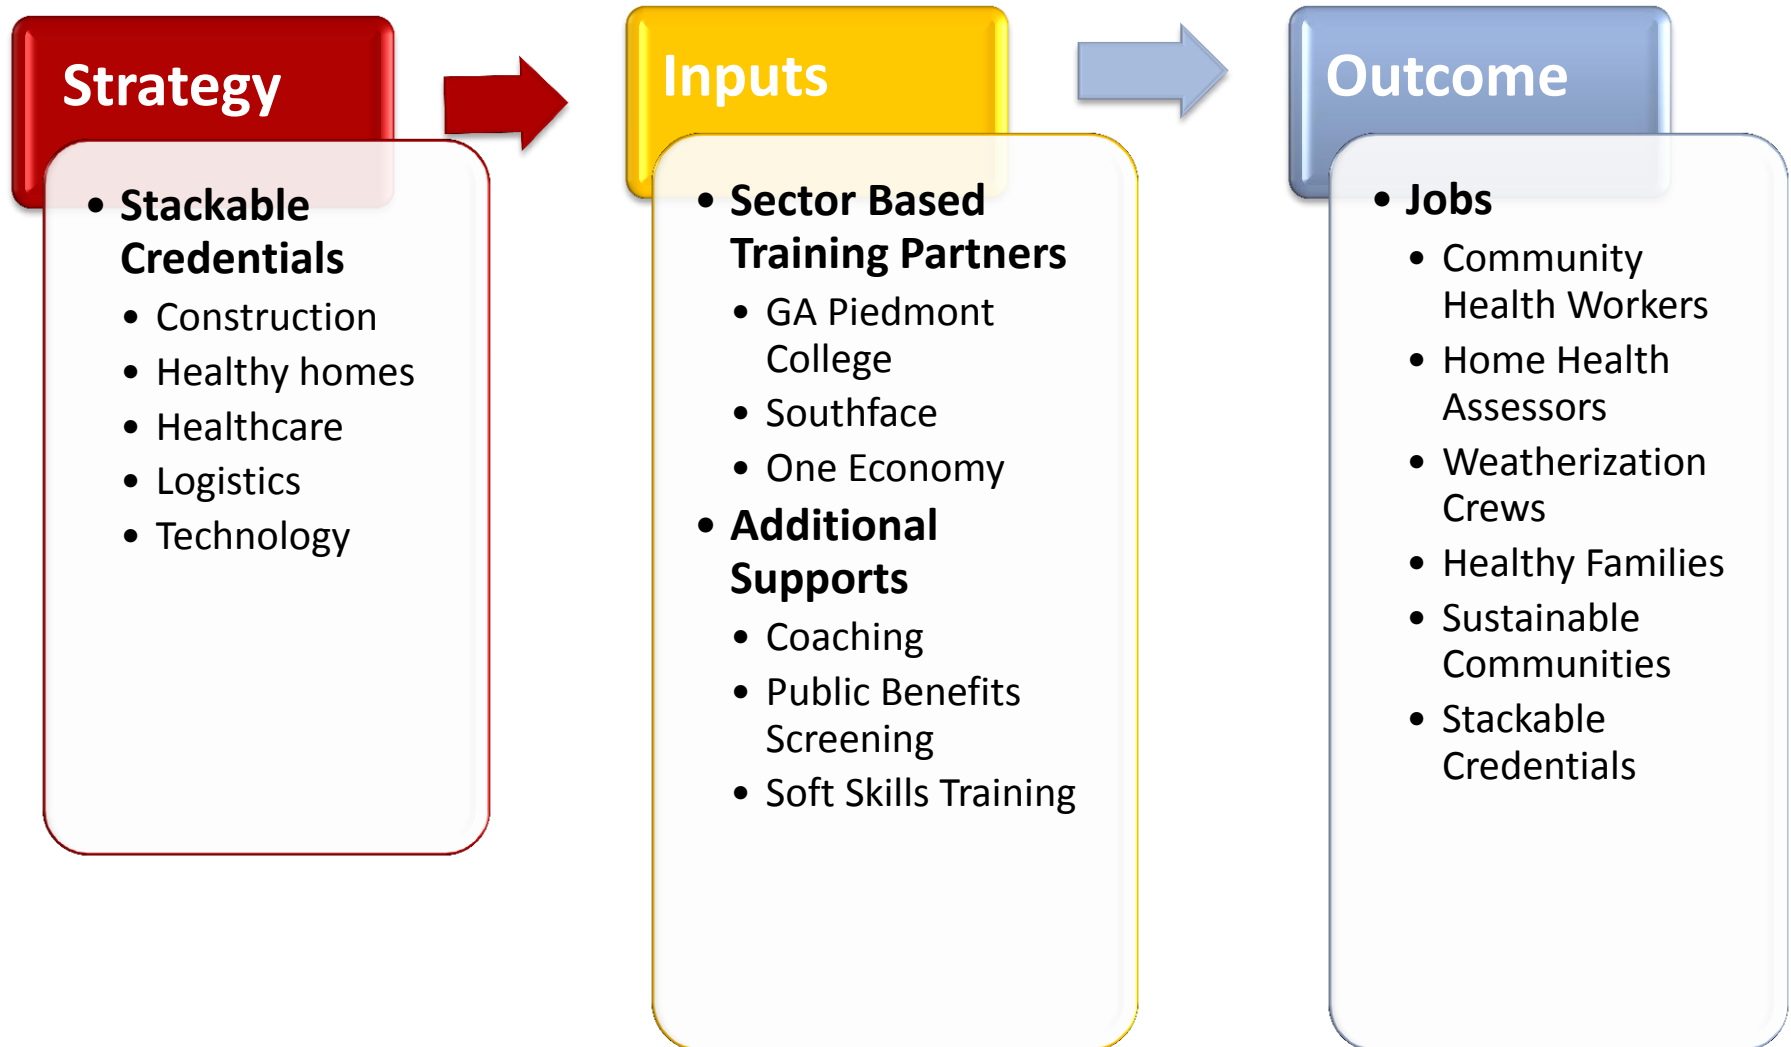 Strategy
• Stackable
Credentials
• Construction
• Healthy homes
• Healthcare
• Logistics
• Technology
Inputs
• Sector Based
Training Partners
• GA Piedmont
College
• Southface
• One Economy
• Additional
Supports
• Coaching
• Public Benefits
Screening
• Soft Skills Training
Outcome
• Jobs
• Community
Health Workers
• Home Health
Assessors
• Weatherization
Crews
• Healthy Families
• Sustainable
Communities
• Stackable
Credentials